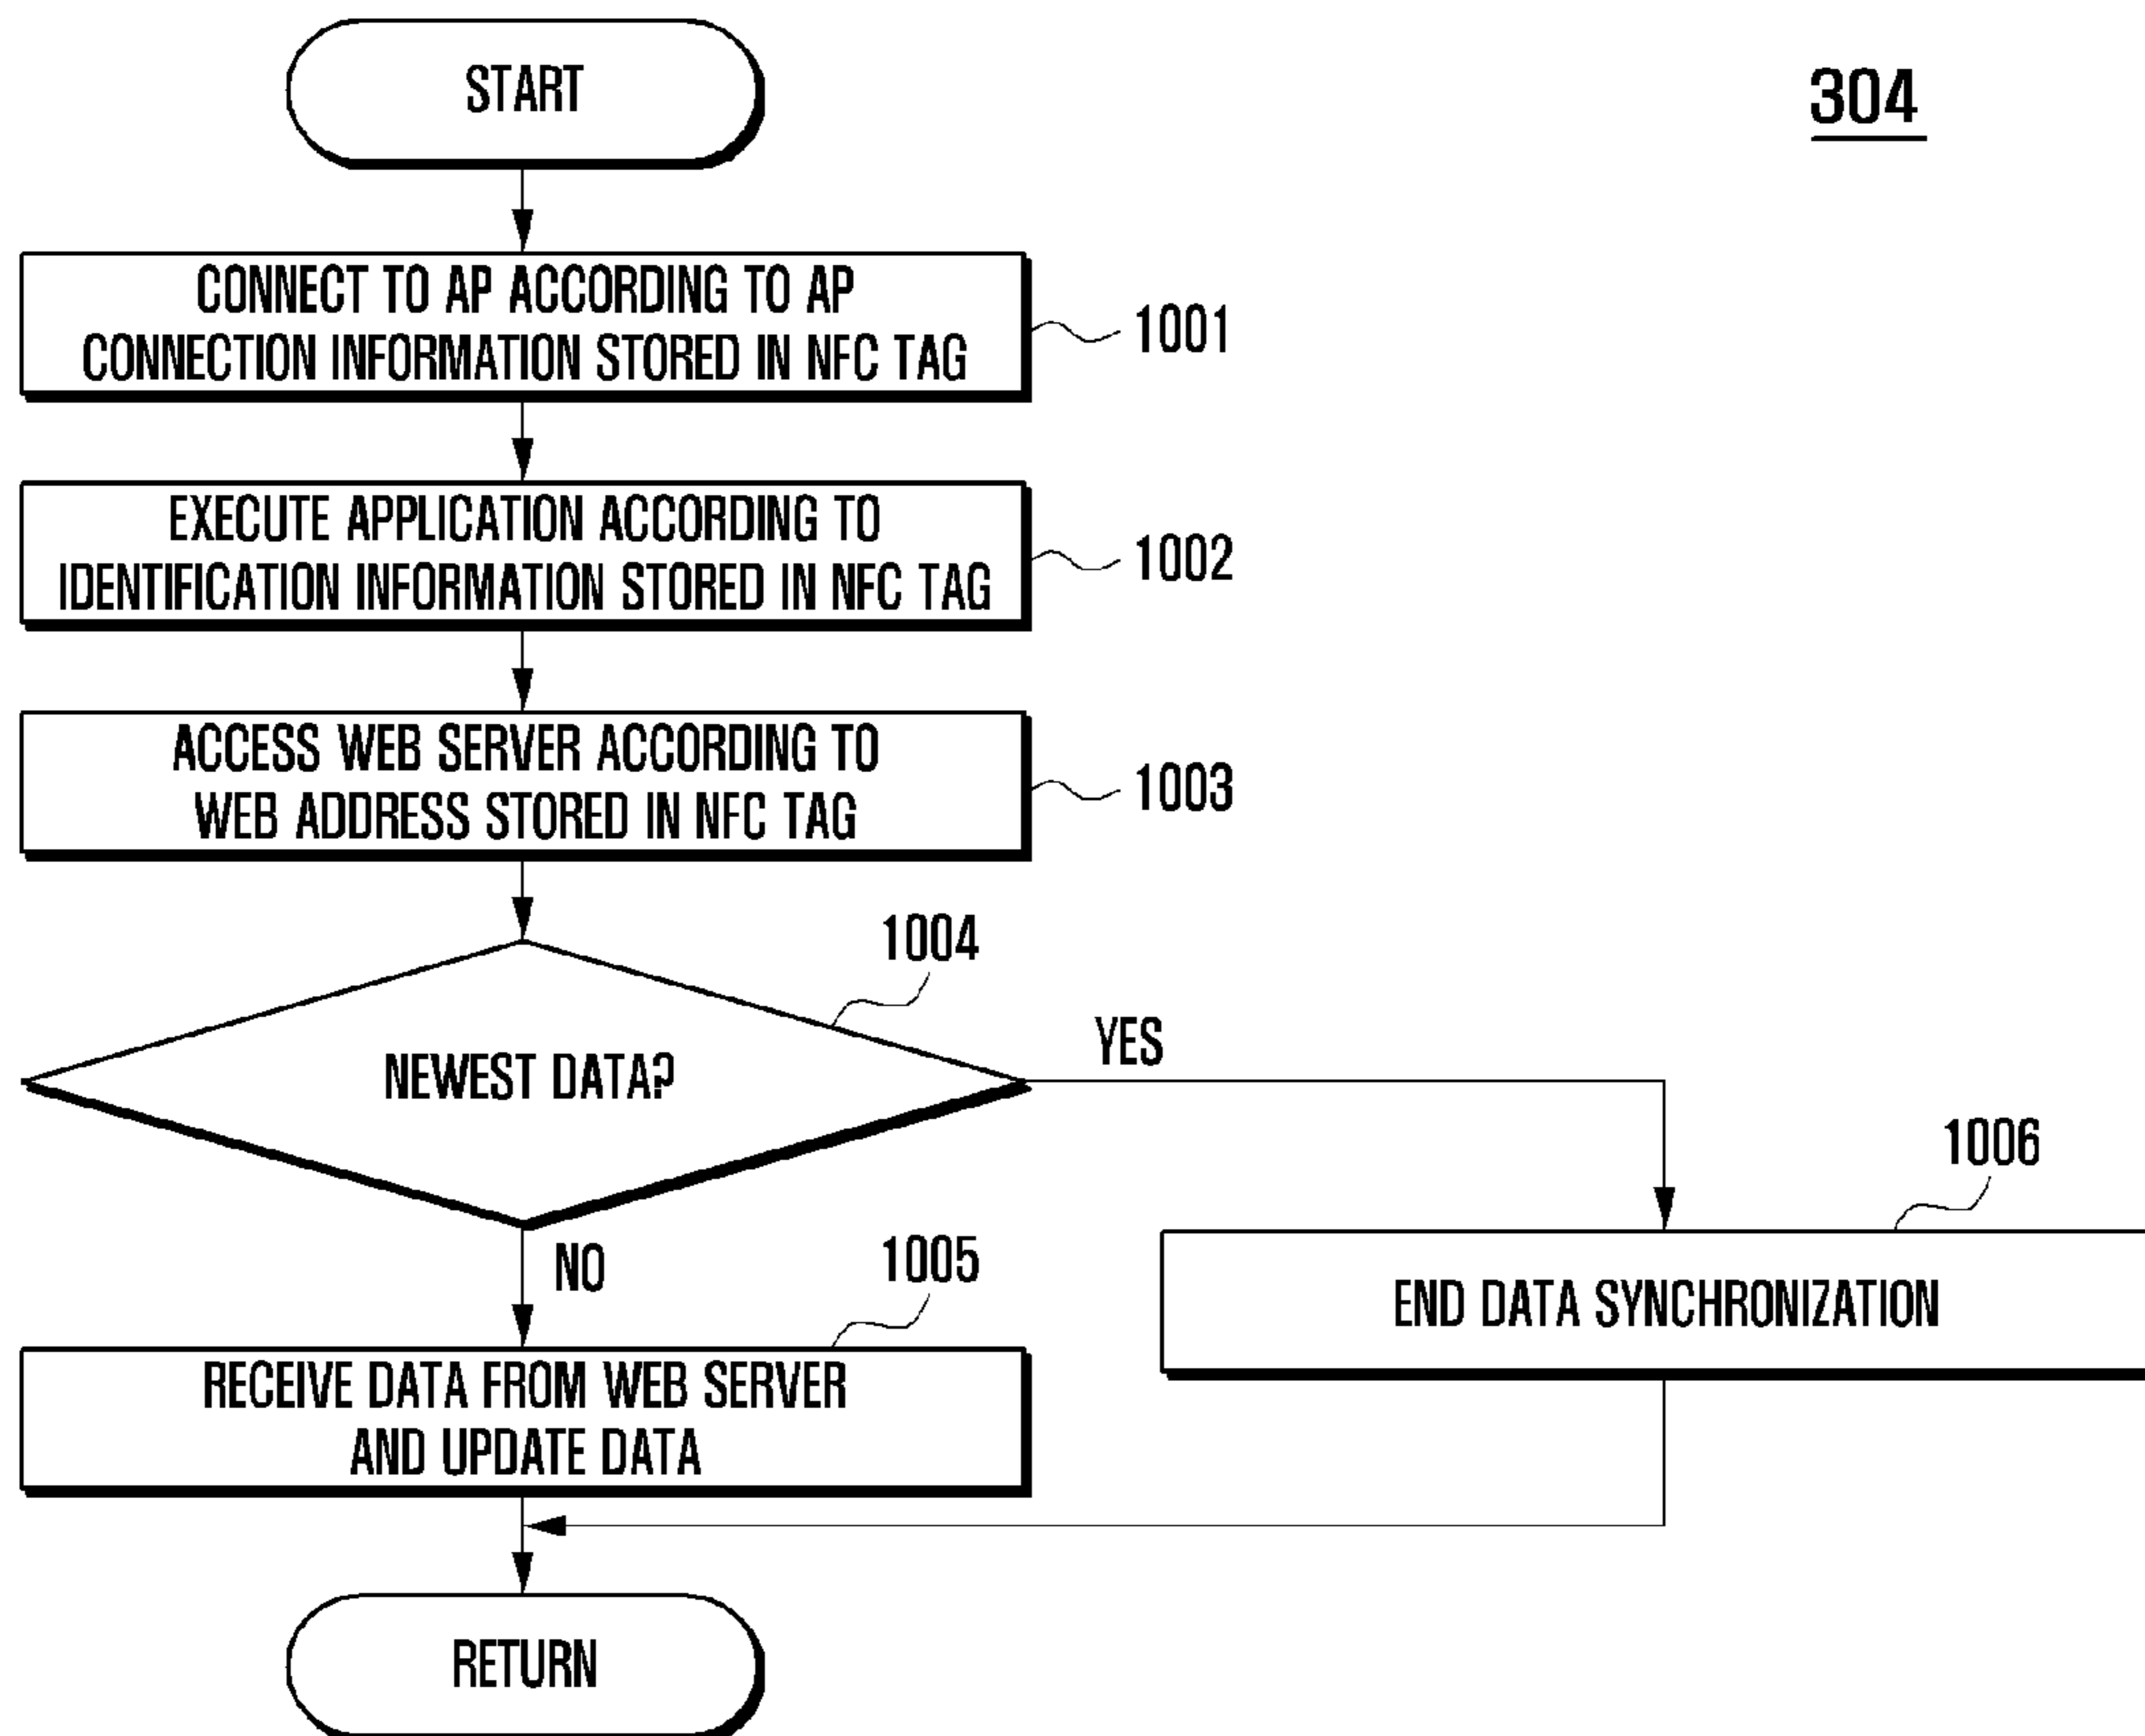 START
304
CONNECT TO AP ACCORDING TO AP
CONNECTION INFORMATION STORED IN NFC TAG
1001
EXECUTE APPLICATION ACCORDING TO
IDENTIFICATION INFORMATION STORED IN NFC TAG
1002
ACCESS WEB SERVER ACCORDING TO
WEB ADDRESS STORED IN NFC TAG
1003
1004
NEWEST DATA?
YES
NO
1006
END DATA SYNCHRONIZATION
1005
RECEIVE DATA FROM WEB SERVER
AND UPDATE DATA
RETURN